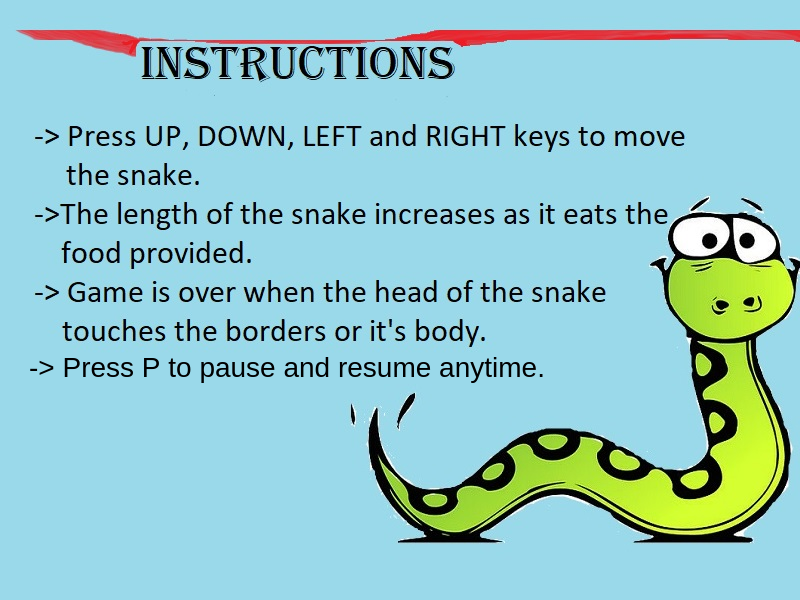 INSTRUCTIONS
-> Press UP, DOWN, LEFT and RIGHT keys to move
the snake.
->The length of the snake increases as it eats the
food provided.
-> Game is over when the head of the snake
touches the borders or it's body.
-> Press P to pause and resume anytime.